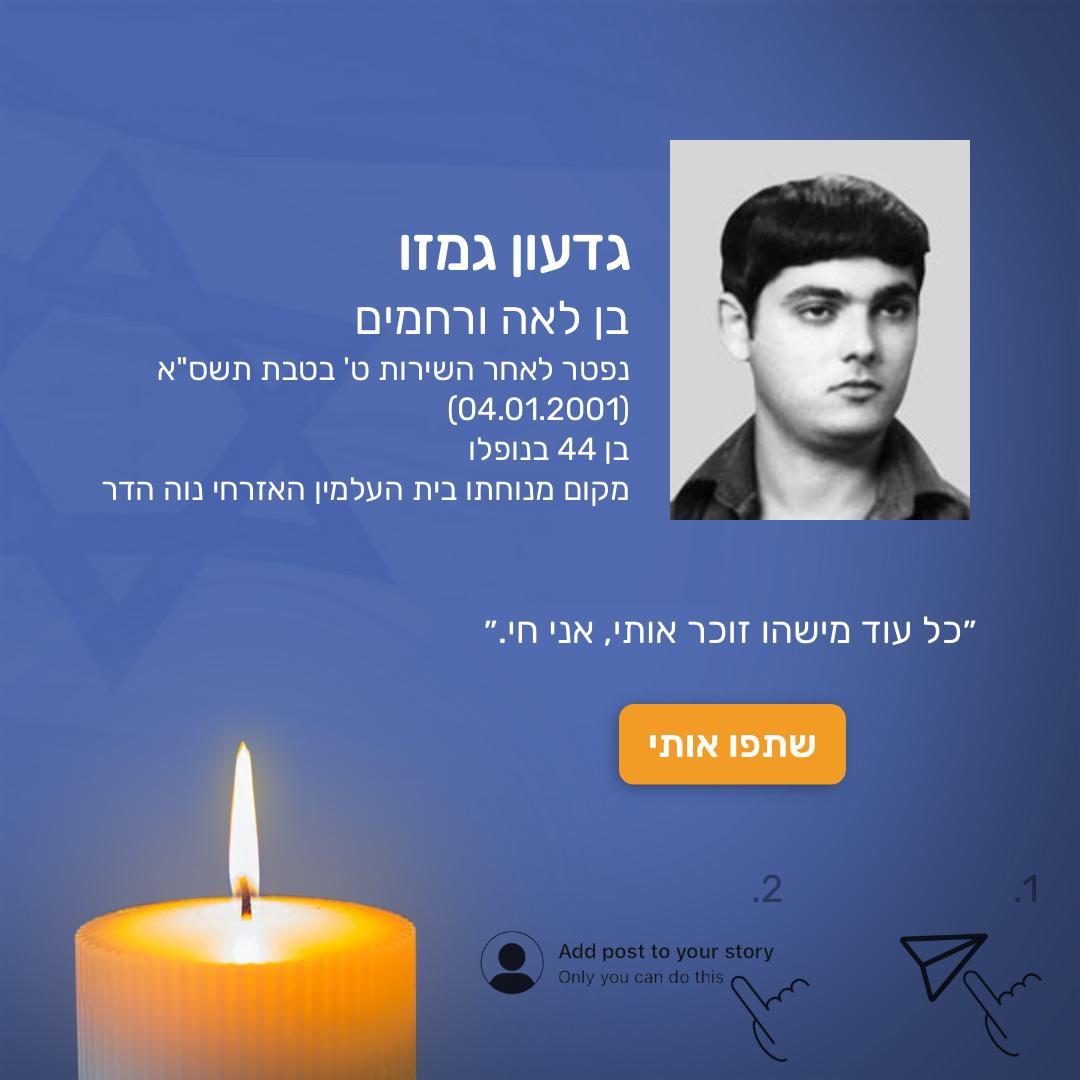 גדעון גמזו
בן לאה ורחמים
נפטר לאחר השירות ט' בטבת תשס"א
(04.01.2001)
בן 44 בנופלו
מקום מנוחתו בית העלמין האזרחי נוה הדר
״כל עוד מישהו זוכר אותי, אני חי.״
שתפו אותי
1.
2.
Add post to your story
Only you can do this